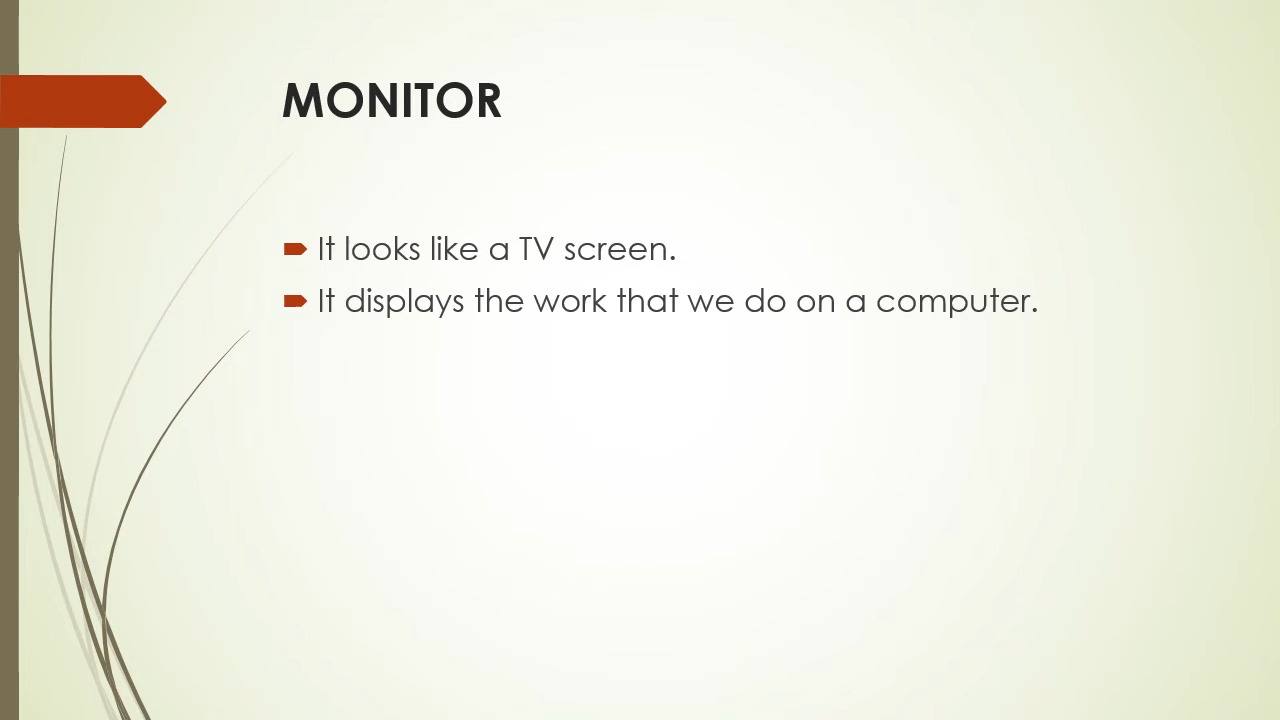 MONITOR
It looks like a TV screen.
It displays the work that we do on a computer.